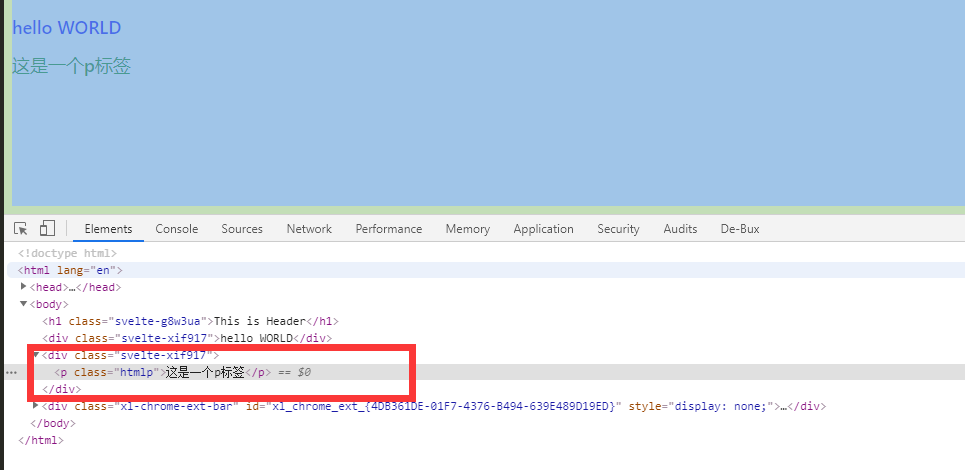 hello WORLD
这是一个p标签
Elements Console Sources Network Performance Memory Application Security Audits De-Bux
<!doctype html>
<html lang="en">
<head>…</head>
<body>
<h1 class="svelte-g8w3ua">This is Header</h1>
<div class="svelte-xif917">hello WORLD</div>
<div class="svelte-xif917">
<p class="htmlp">这是一个p标签</p> == $0
</div>
<div class="xl-chrome-ext-bar" id="xl_chrome_ext_{4DB361DE-01F7-4376-B494-639E489D19ED}" style="display: none;">…</div>
</body>
</html>